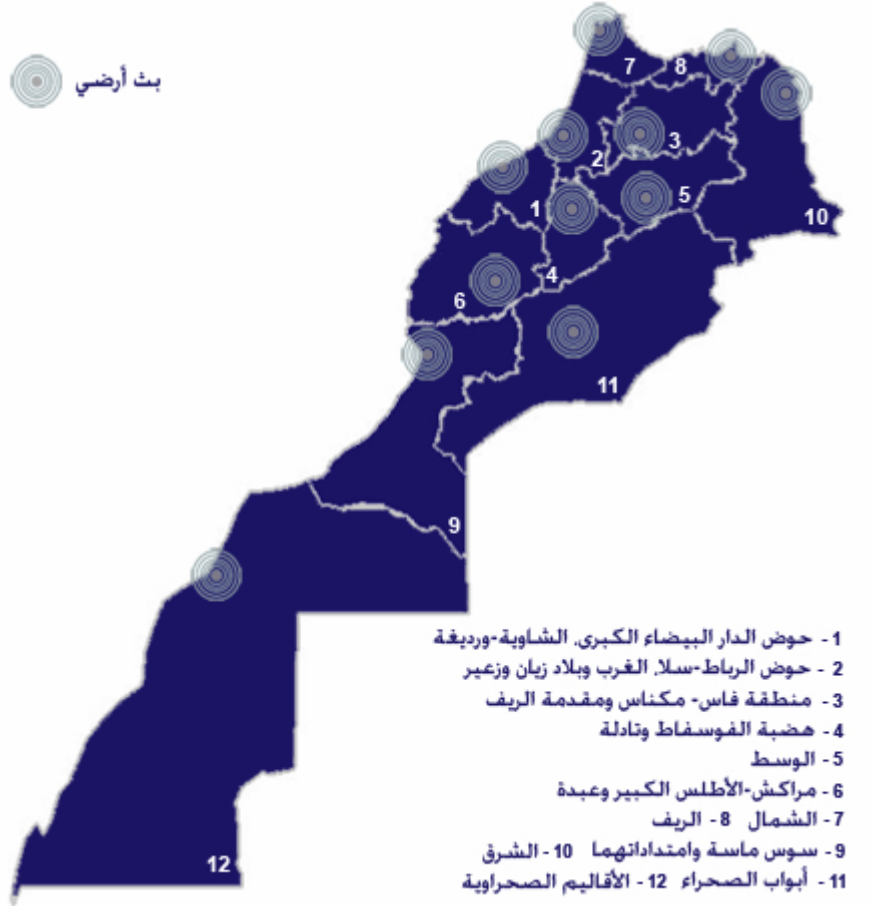 بث أرضي
7
8
3
2
5
1
10
4
6
11
9
12
1- حوض الدار البيضاء الكبرى، الشاوية-ورديغة
2- حوض الرباط-سلا، الغرب وبلاد زيان وزعير
3- منطقة فاس- مكناس ومقدمة الريف
4- هضبة الفوسفاط وتادلة
5- الوسط
6- مراكش-الأطلس الكبير وعبدة
7- الشمال 8- الريف
9- سوس ماسة وامتداداتهما 10- الشرق
11- أبواب الصحراء 12- الأقاليم الصحراوية